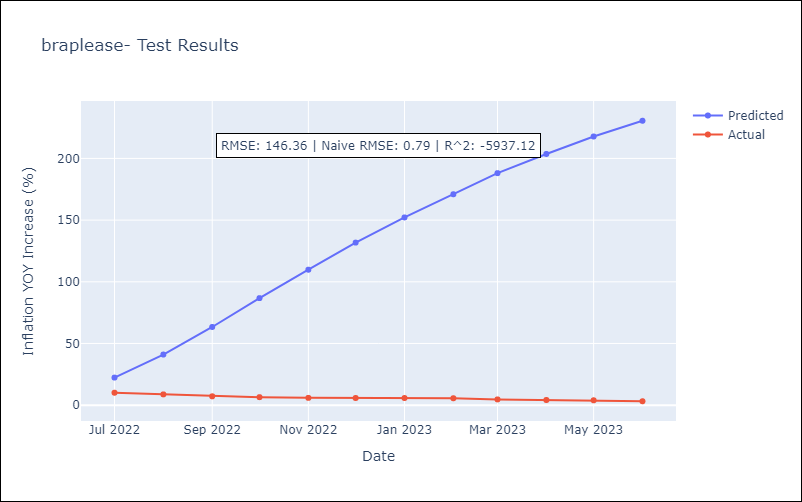 braplease- Test Results
RMSE: 146.36 | Naive RMSE: 0.79 | R^2: -5937.12
Predicted
Actual
Inflation YOY Increase (%)
200
150
100
50
0
Jul 2022 Sep 2022 Nov 2022 Jan 2023 Mar 2023 May 2023
Date